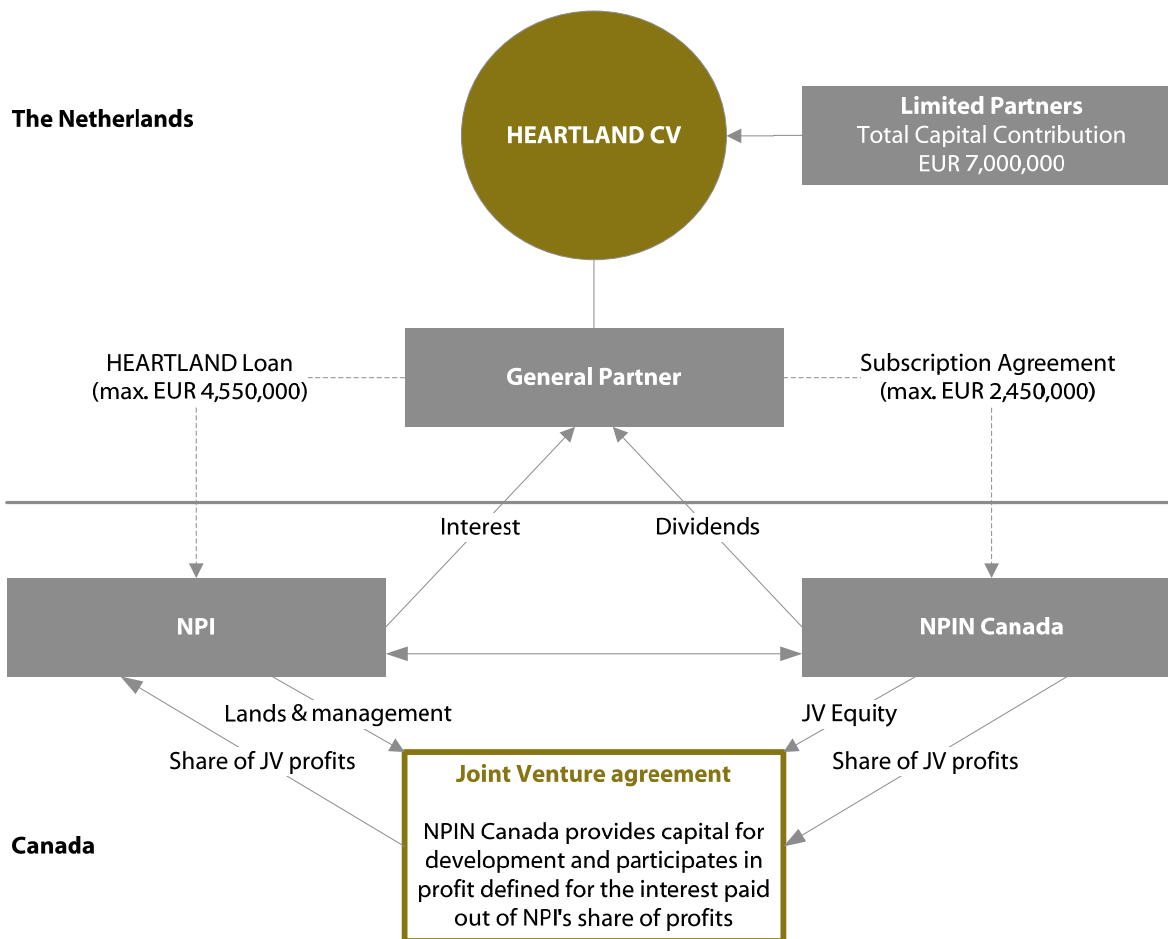 The Netherlands
HEARTLAND CV
Limited Partners
Total Capital Contribution
EUR 7,000,000
HEARTLAND Loan
(max. EUR 4,550,000)
General Partner
Subscription Agreement
(max. EUR 2,450,000)
Interest
Dividends
NPI
NPIN Canada
Lands & management
JV Equity
Share of JV profits
Share of JV profits
Joint Venture agreement
NPIN Canada provides capital for
development and participates in
profit defined for the interest paid
out of NPI's share of profits
Canada